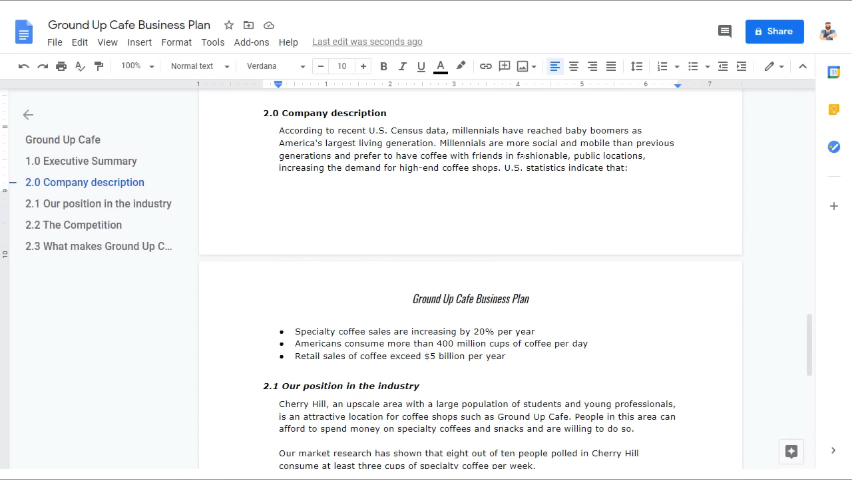 Ground Up Cafe Business Plan
File Edit View Insert Format Tools Add-ons Help Last edit was seconds ago
Share
100% Normal text Verdana 10 B I U A
1 1 2 3 4 5 6 7
Ground Up Cafe
1.0 Executive Summary
2.0 Company description
2.1 Our position in the industry
2.2 The Competition
2.3 What makes Ground Up C...
2.0 Company description
According to recent U.S. Census data, millennials have reached baby boomers as
America's largest living generation. Millennials are more social and mobile than previous
generations and prefer to have coffee with friends in fashionable, public locations,
increasing the demand for high-end coffee shops. U.S. statistics indicate that:
Ground Up Cafe Business Plan
● Specialty coffee sales are increasing by 20% per year
● Americans consume more than 400 million cups of coffee per day
● Retail sales of coffee exceed $5 billion per year
2.1 Our position in the industry
Cherry Hill, an upscale area with a large population of students and young professionals,
is an attractive location for coffee shops such as Ground Up Cafe. People in this area can
afford to spend money on specialty coffees and snacks and are willing to do so.
Our market research has shown that eight out of ten people polled in Cherry Hill
consume at least three cups of specialty coffee per week.